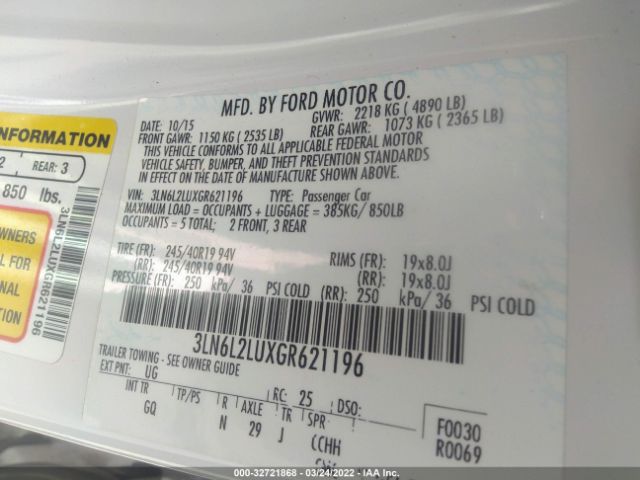 MFD. BY FORD MOTOR CO.
DATE: 10/15
GVWR: 2218 KG ( 4890 LB)
FRONT GAWR: 1150 KG ( 2535 LB)
REAR GAWR: 1073 KG ( 2365 LB)
THIS VEHICLE CONFORMS TO ALL APPLICABLE FEDERAL MOTOR
VEHICLE SAFETY, BUMPER, AND THEFT PREVENTION STANDARDS
IN EFFECT ON THE DATE OF MANUFACTURE SHOWN ABOVE.
VIN: 3LN6L2LUXGR621196 TYPE: Passenger Car
MAXIMUM LOAD = OCCUPANTS + LUGGAGE = 385KG/ 850LB
OCCUPANTS = 5 TOTAL; 2 FRONT, 3 REAR
TIRE (FR): 245/40R19 94V RIMS (FR): 19x8.0J
(RR): 245/40R19 94V (RR): 19x8.0J
PRESSURE (FR): 250 kPa/ 36 PSI COLD (RR): 250 kPa/ 36 PSI COLD
3LN6L2LUXGR621196
TRAILER TOWING - SEE OWNER GUIDE
EXT PNT: UG RC: 25 DSO:
INT TR TP/PS R AXLE TR SPR
GQ N 29 J CCHH
F0030
R0069
INFORMATION
2 REAR: 3
850 lbs.
3LN6L2LUXGR621196
WNERS
L FOR
ONAL
TION
000-32721868 - 03/24/2022 - IAA Inc.